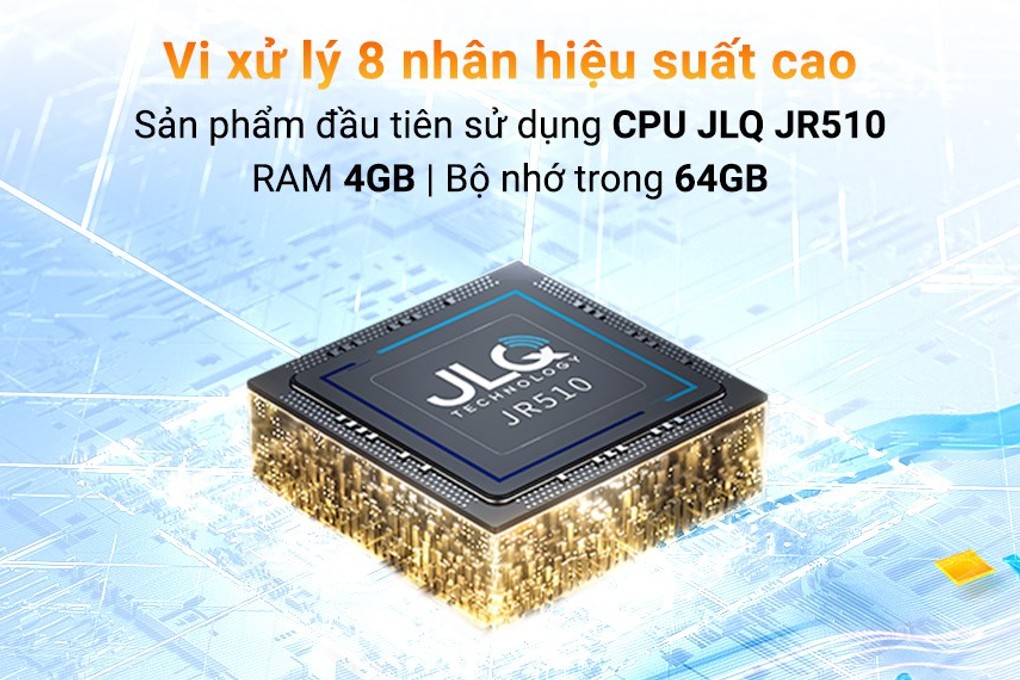 Vi xử lý 8 nhân hiệu suất cao
Sản phẩm đầu tiên sử dụng CPU JLQ JR510
RAM 4GB | Bộ nhớ trong 64GB
JLQ
TECHNOLOGY
JR510